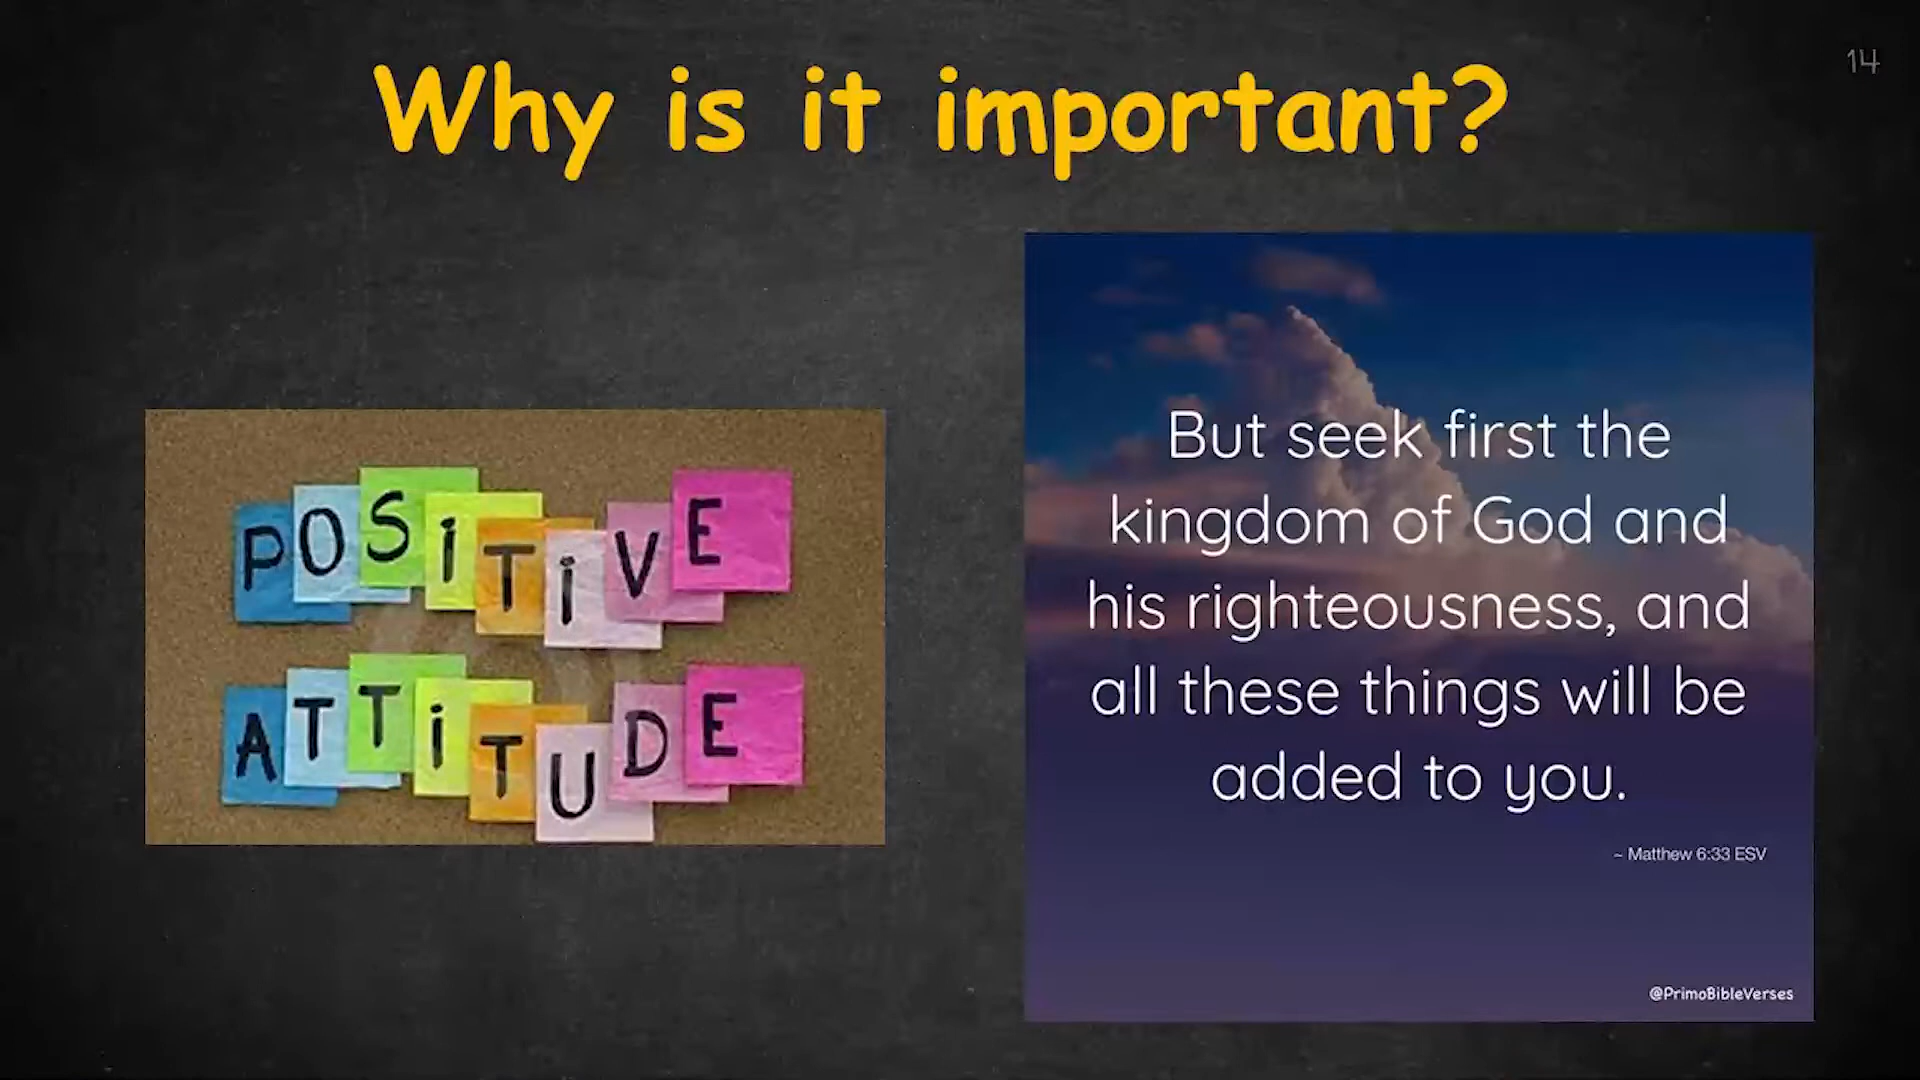 Why is it important?
14
POSiTiVE
ATTiTUDE
But seek first the
kingdom of God and
his righteousness, and
all these things will be
added to you.
~ Matthew 6:33 ESV
@PrimoBibleVerses